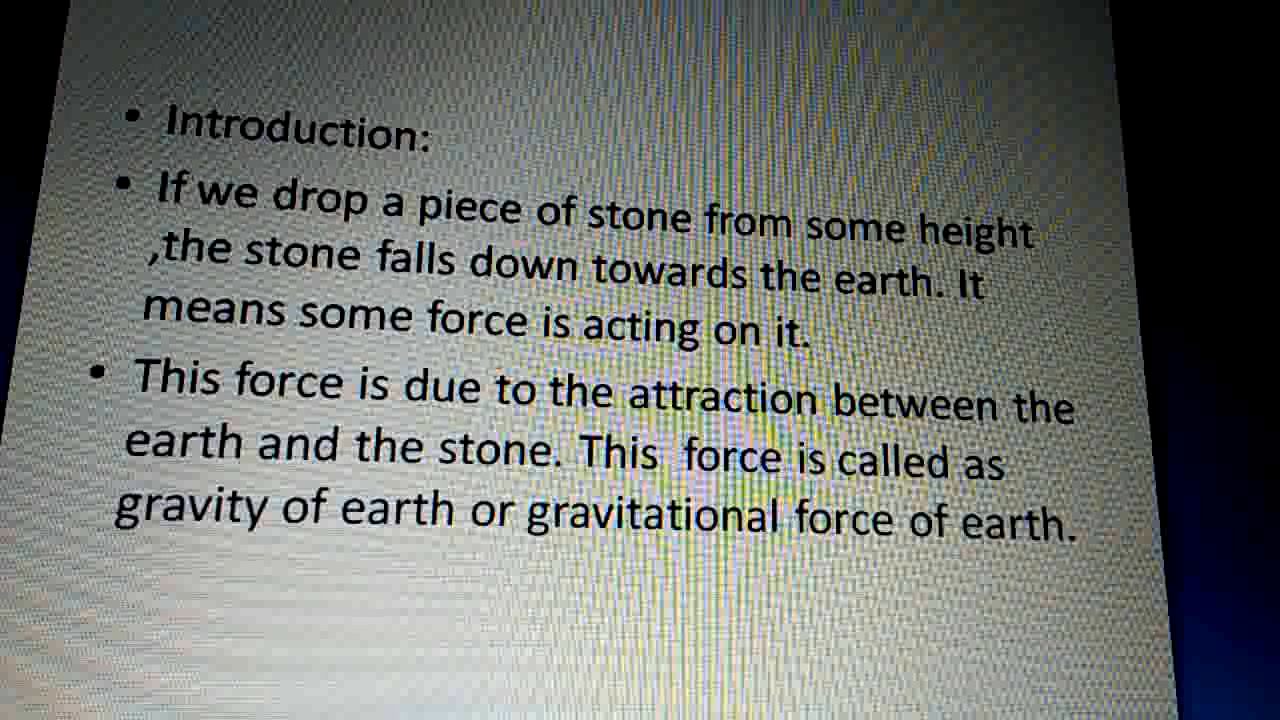 • Introduction:
• If we drop a piece of stone from some height
,the stone falls down towards the earth. It
means some force is acting on it.
• This force is due to the attraction between the
earth and the stone. This  force is called as
gravity of earth or gravitational force of earth.